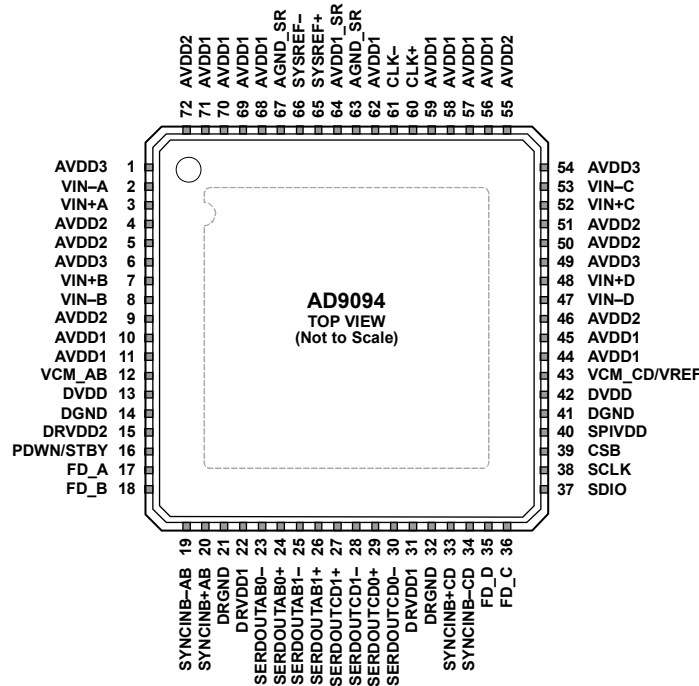 72 AVDD2
71 AVDD1
70 AVDD1
69 AVDD1
68 AVDD1
67 AGND_SR
66 SYSREF–
65 SYSREF+
64 AVDD1_SR
63 AGND_SR
62 AVDD1
61 CLK–
60 CLK+
59 AVDD1
58 AVDD1
57 AVDD1
56 AVDD1
55 AVDD2
AVDD3 1
VIN–A 2
VIN+A 3
AVDD2 4
AVDD2 5
AVDD3 6
VIN+B 7
VIN–B 8
AVDD2 9
AVDD1 10
AVDD1 11
VCM_AB 12
DVDD 13
DGND 14
DRVDD2 15
PDWN/STBY 16
FD_A 17
FD_B 18
AD9094
TOP VIEW
(Not to Scale)
54 AVDD3
53 VIN–C
52 VIN+C
51 AVDD2
50 AVDD2
49 AVDD3
48 VIN+D
47 VIN–D
46 AVDD2
45 AVDD1
44 AVDD1
43 VCM_CD/VREF
42 DVDD
41 DGND
40 SPIVDD
39 CSB
38 SCLK
37 SDIO
SYNCINB–AB 19
SYNCINB+AB 20
DRGND 21
DRVDD1 22
SERDOUTAB0– 23
SERDOUTAB0+ 24
SERDOUTAB1– 25
SERDOUTAB1+ 26
SERDOUTCD1+ 27
SERDOUTCD1– 28
SERDOUTCD0+ 29
SERDOUTCD0– 30
DRVDD1 31
DRGND 32
SYNCINB+CD 33
SYNCINB–CD 34
FD_D 35
FD_C 36